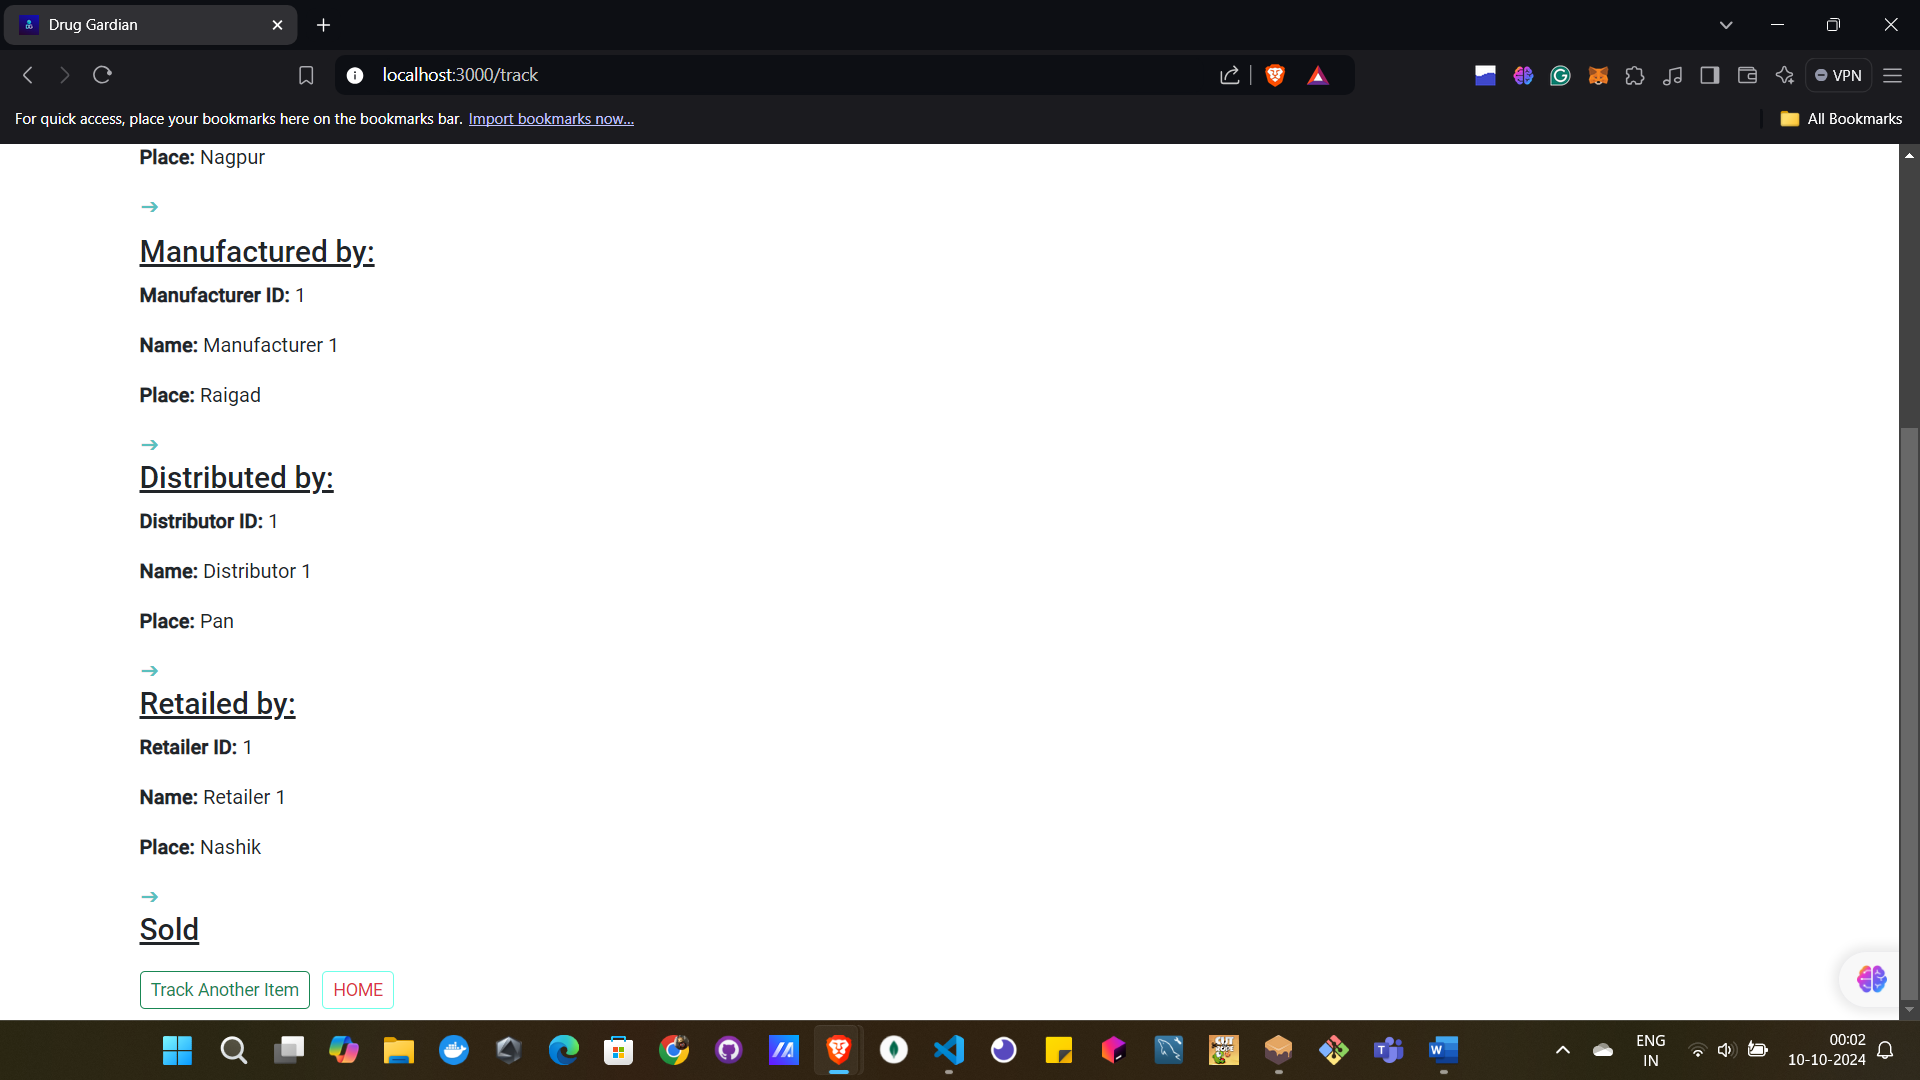 Drug Gardian
localhost:3000/track
VPN
For quick access, place your bookmarks here on the bookmarks bar. Import bookmarks now...
All Bookmarks
Place: Nagpur
→
Manufactured by:
Manufacturer ID: 1
Name: Manufacturer 1
Place: Raigad
→
Distributed by:
Distributor ID: 1
Name: Distributor 1
Place: Pan
→
Retailed by:
Retailer ID: 1
Name: Retailer 1
Place: Nashik
→
Sold
Track Another Item
HOME
ENG
IN
00:02
10-10-2024